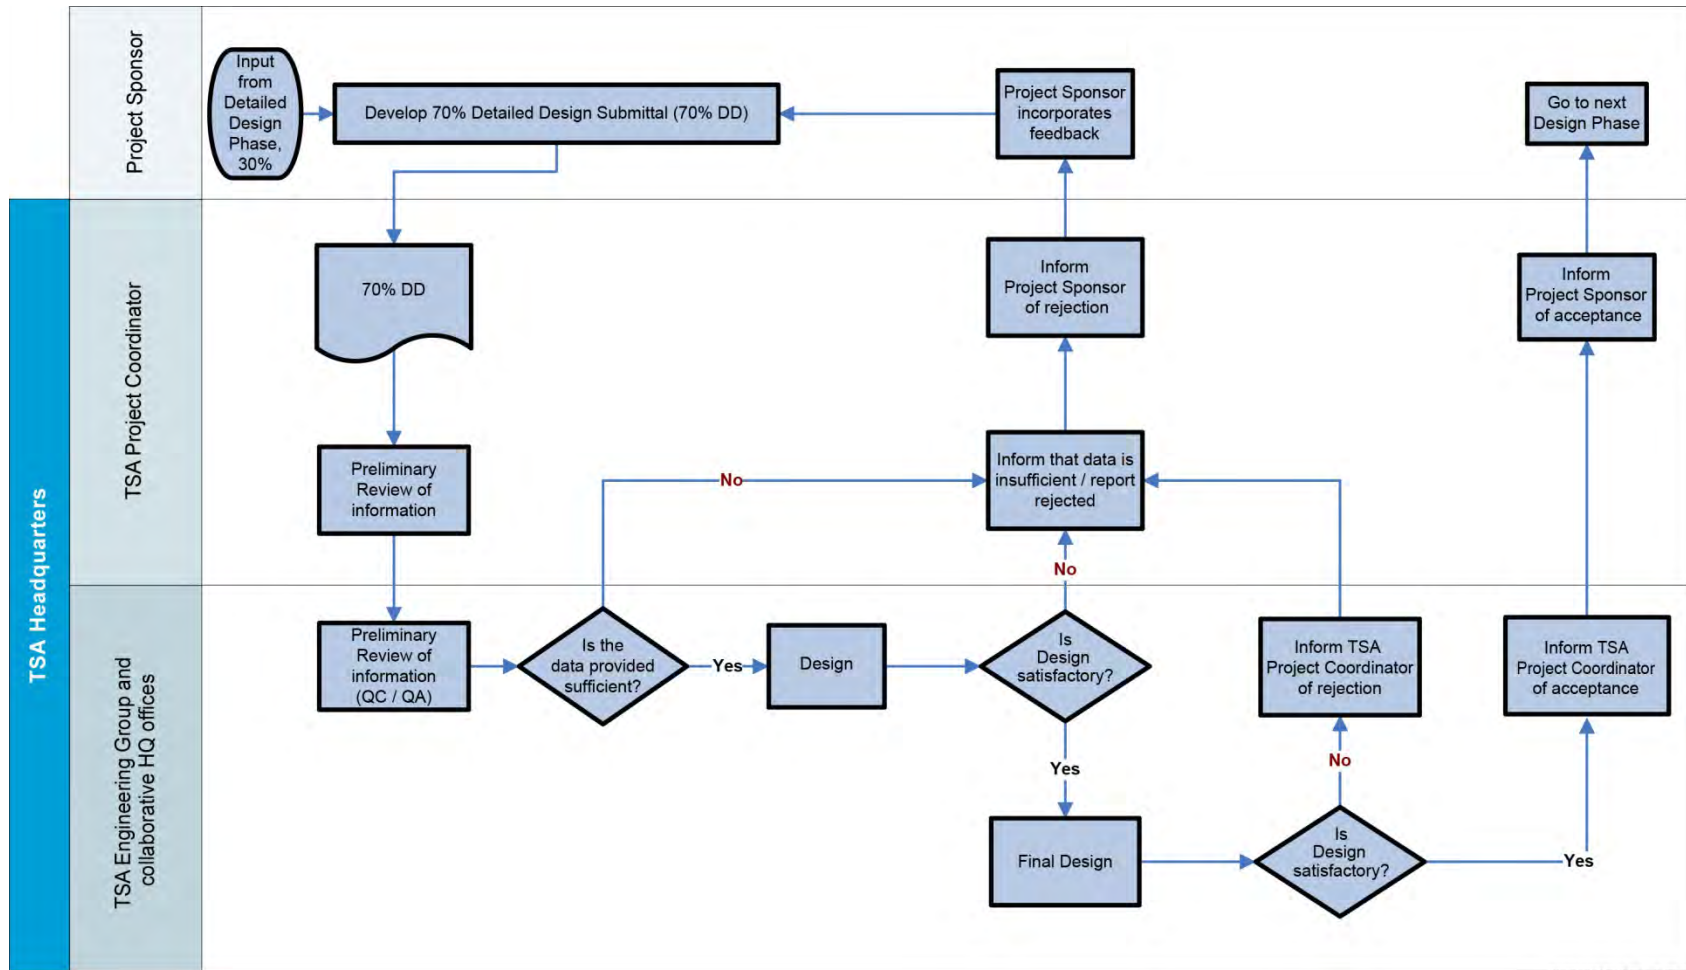 Project Sponsor
Input
from
Detailed
Design
Phase,
30%
Develop 70% Detailed Design Submittal (70% DD)
Project Sponsor
incorporates
feedback
Go to next
Design Phase
TSA Headquarters
TSA Project Coordinator
70% DD
Inform
Project Sponsor
of rejection
Inform
Project Sponsor
of acceptance
Preliminary
Review of
information
No
Inform that data is
insufficient / report
rejected
No
TSA Engineering Group and
collaborative HQ offices
Preliminary
Review of
information
(QC / QA)
Is the
data provided
sufficient?
Yes
Design
Is
Design
satisfactory?
Inform TSA
Project Coordinator
of rejection
Inform TSA
Project Coordinator
of acceptance
Yes
No
Final Design
Is
Design
satisfactory?
Yes